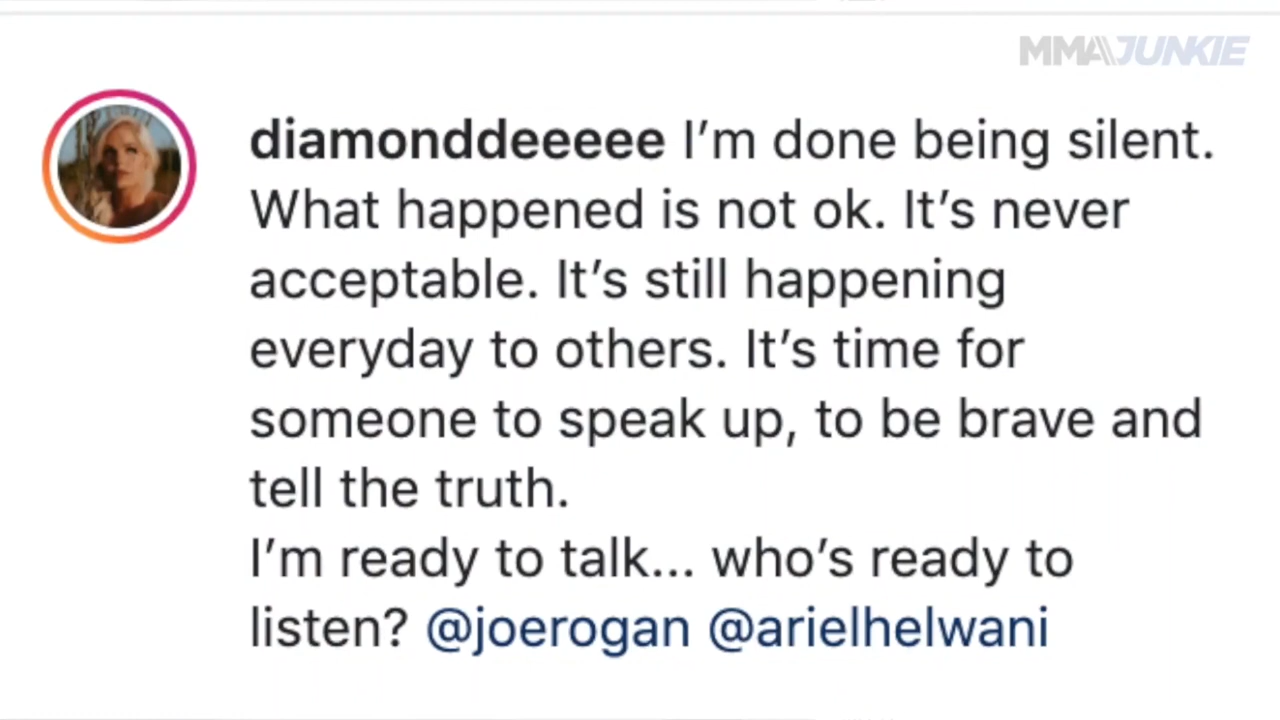 MMAJUNKIE
diamonddeeeee I’m done being silent.
What happened is not ok. It’s never
acceptable. It’s still happening
everyday to others. It’s time for
someone to speak up, to be brave and
tell the truth.
I’m ready to talk... who’s ready to
listen? @joerogan @arielhelwani